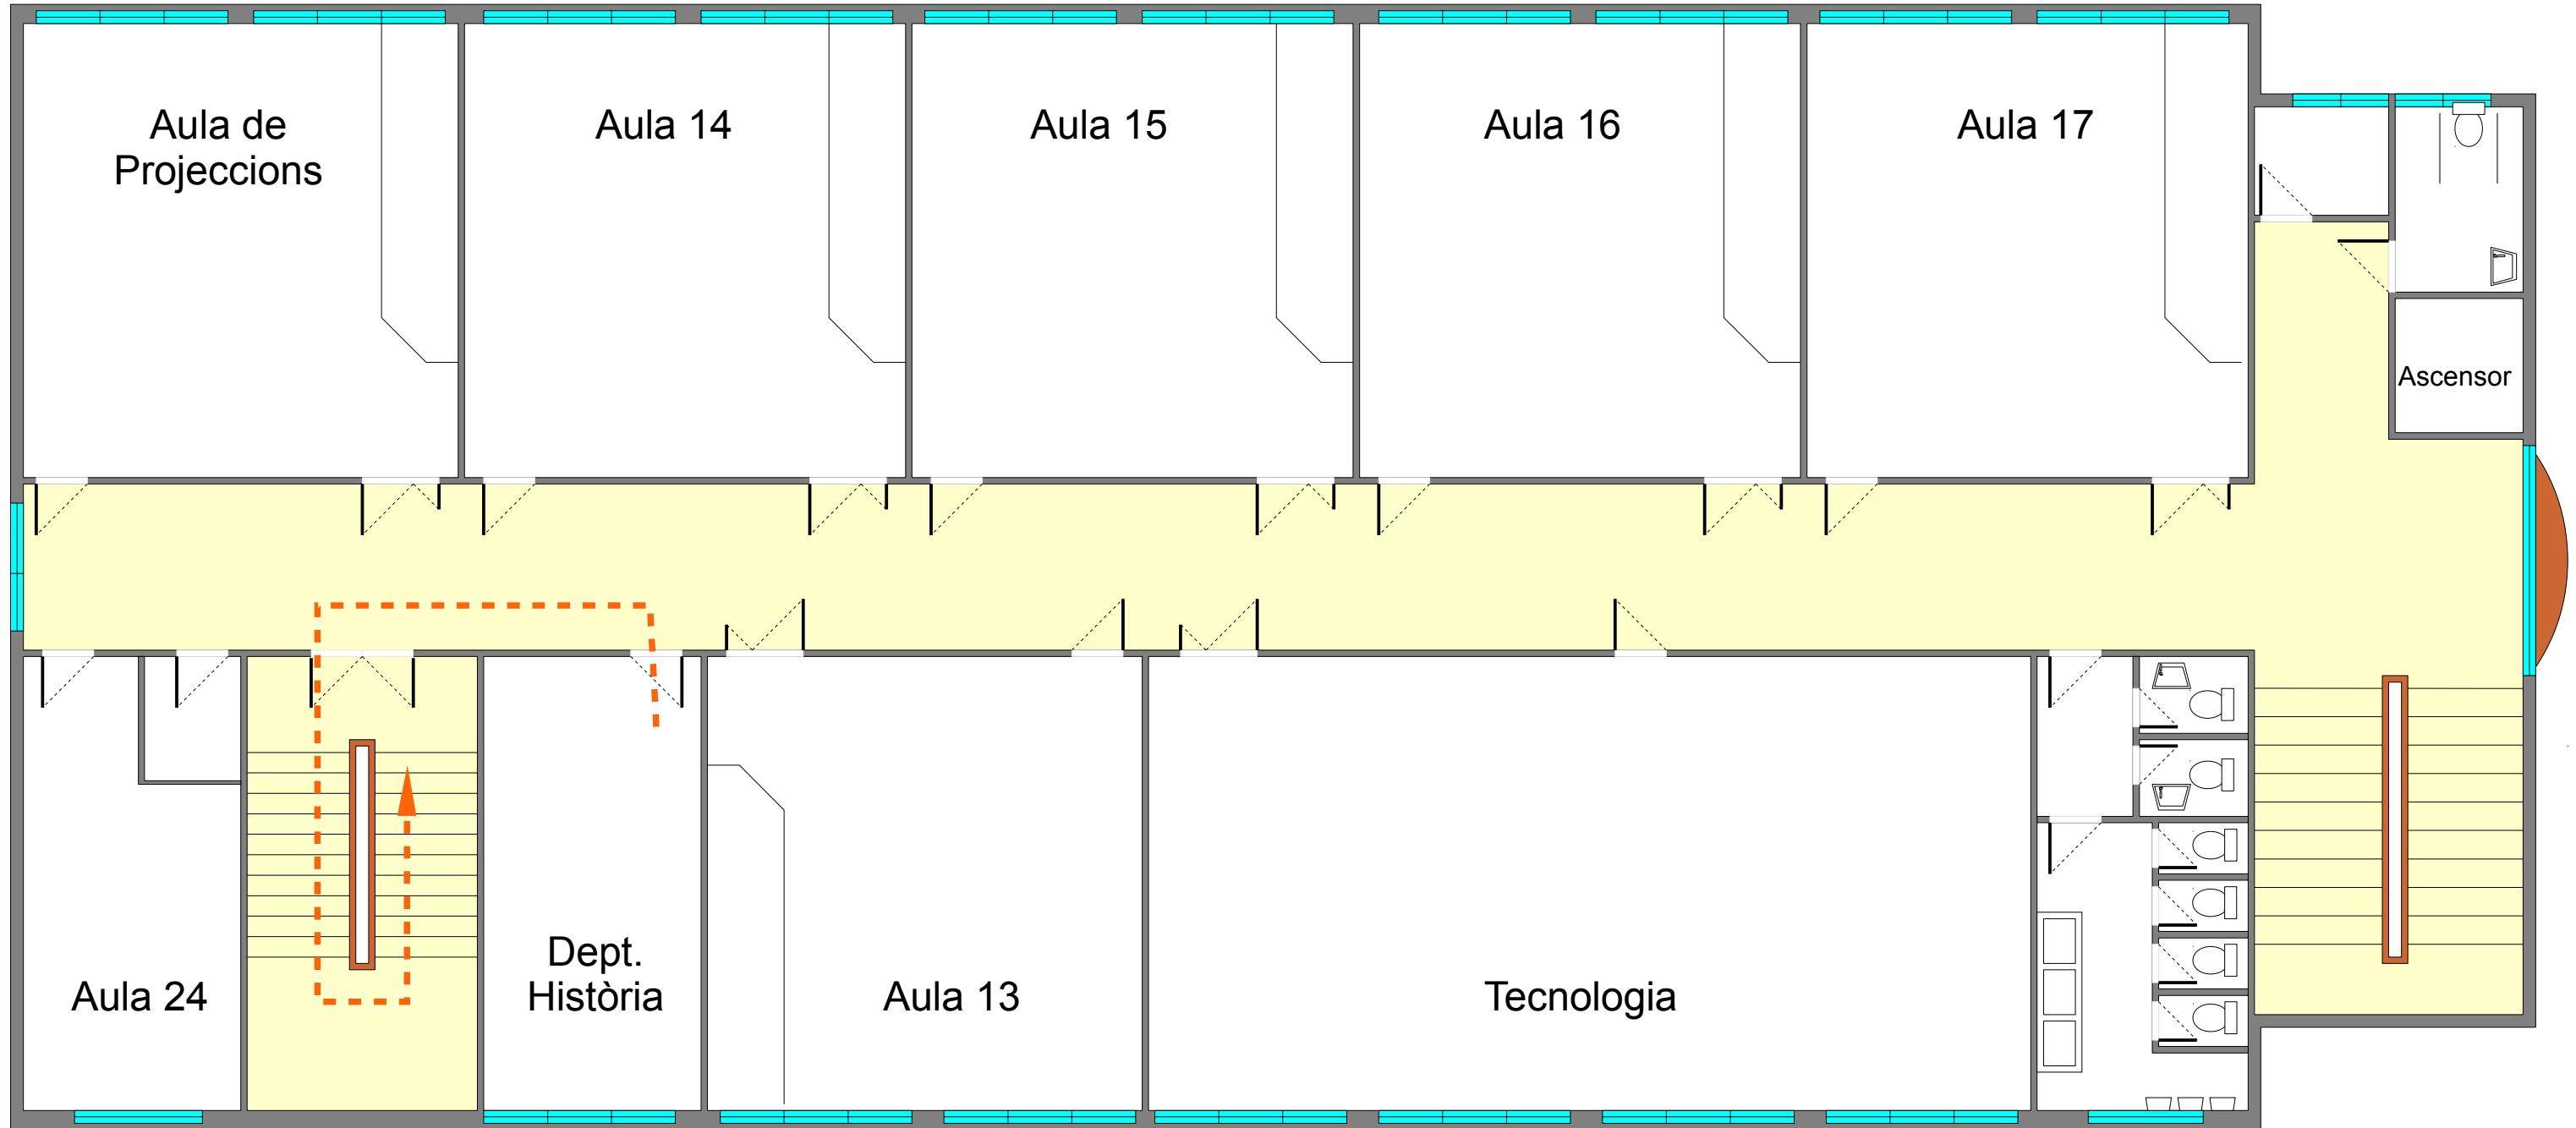 Aula de
Projeccions
Aula 14
Aula 15
Aula 16
Aula 17
Ascensor
Aula 24
Dept.
Història
Aula 13
Tecnologia